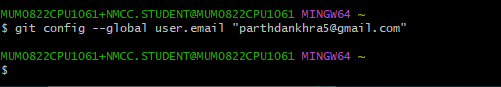 MUM0822CPU1061+NMCC.STUDENT@MUM0822CPU1061 MINGW64 ~
$ git config --global user.email "parthdankhra5@gmail.com"
MUM0822CPU1061+NMCC.STUDENT@MUM0822CPU1061 MINGW64 ~
$